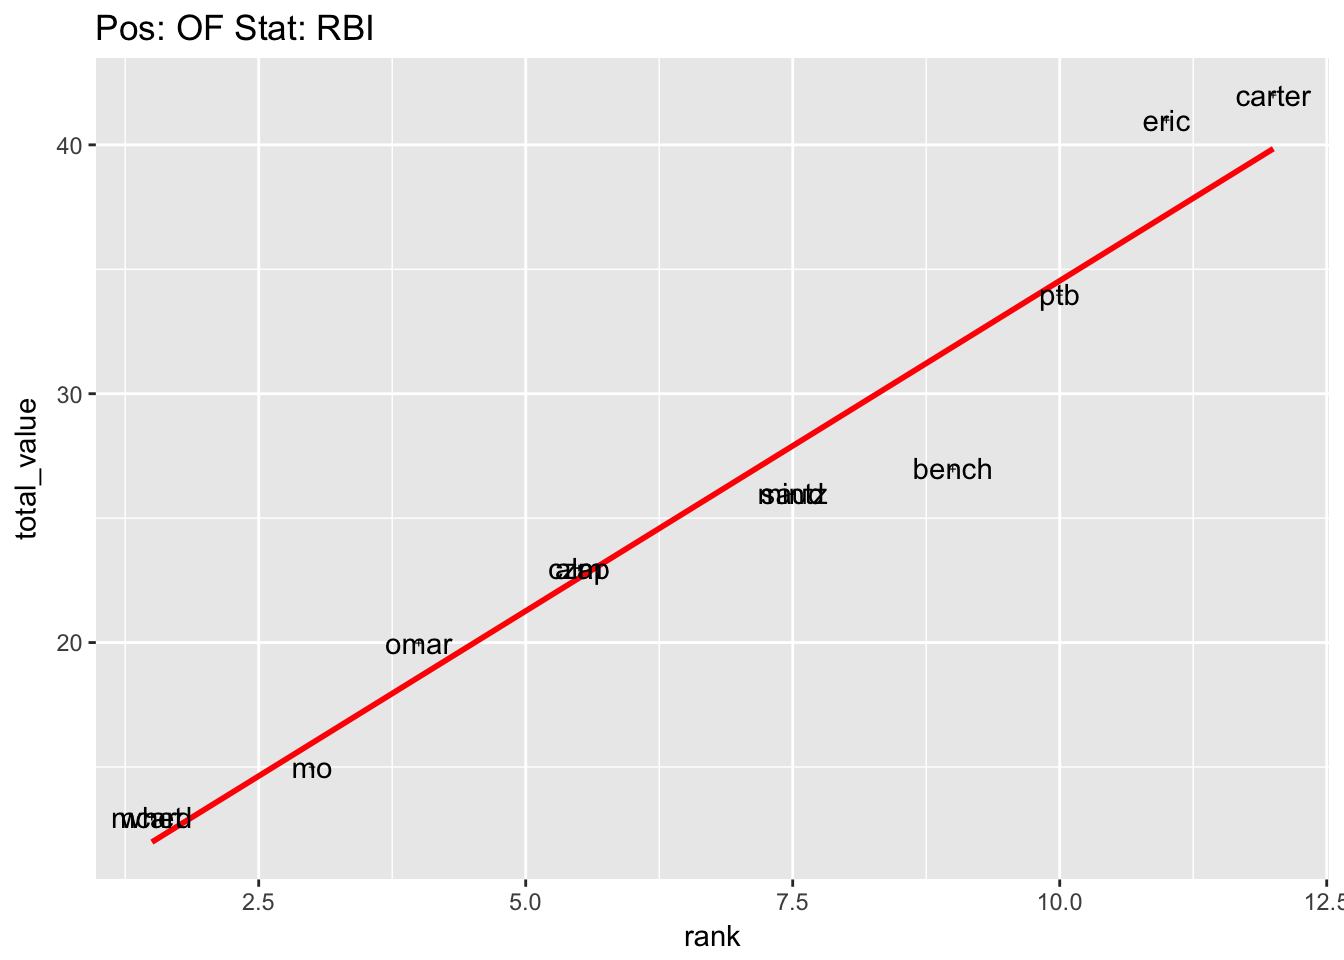 Pos: OF Stat: RBI
carter
eric
40
ptb
30
bench
total_value
omar
20
mo
2.5
5.0
7.5
10.0
12.5
rank